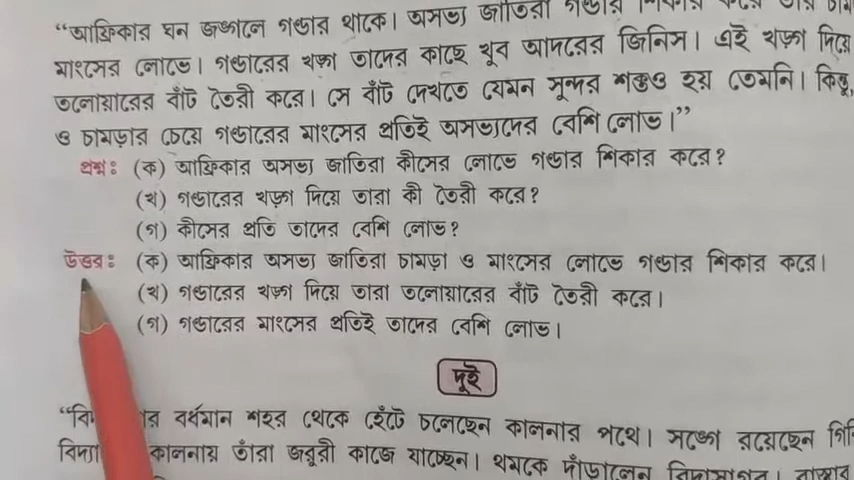 “আফ্রিকার ঘন জঙ্গলে গণ্ডার থাকে। অসভ্য জাতিরা গণ্ডার শিকার করে তার
মাংসের লোভে। গণ্ডারের খড়্গ তাদের কাছে খুব আদরের জিনিস। এই খড়্গ দিয়ে
তলোয়ারের বাঁট তৈরী করে। সে বাঁট দেখতে যেমন সুন্দর শক্তও হয় তেমনি। কিন্তু,
ও চামড়ার চেয়ে গণ্ডারের মাংসের প্রতিই অসভ্যদের বেশি লোভ।”
প্রশ্ন : (ক) আফ্রিকার অসভ্য জাতিরা কীসের লোভে গণ্ডার শিকার করে?
(খ) গণ্ডারের খড়্গ দিয়ে তারা কী তৈরী করে?
(গ) কীসের প্রতি তাদের বেশি লোভ?
উত্তর : (ক) আফ্রিকার অসভ্য জাতিরা চামড়া ও মাংসের লোভে গণ্ডার শিকার করে।
(খ) গণ্ডারের খড়্গ দিয়ে তারা তলোয়ারের বাঁট তৈরী করে।
(গ) গণ্ডারের মাংসের প্রতিই তাদের বেশি লোভ।
দুই
বর্ধমান শহর থেকে হেঁটে চলেছেন কালনার পথে। সঙ্গে রয়েছেন
কালনায় তাঁরা জরুরী কাজে যাচ্ছেন। থমকে দাঁড়ালেন বিদ্যাসাগর।